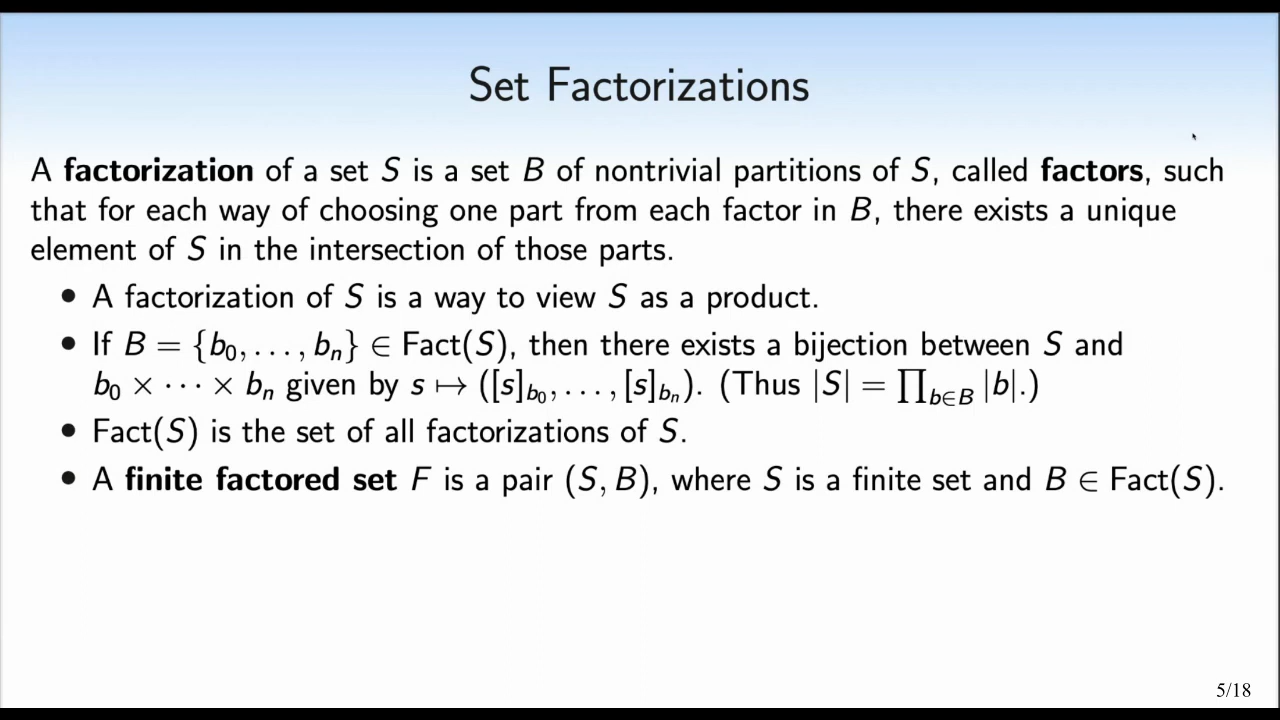 Set Factorizations
A factorization of a set S is a set B of nontrivial partitions of S, called factors, such
that for each way of choosing one part from each factor in B, there exists a unique
element of S in the intersection of those parts.
• A factorization of S is a way to view S as a product.
• If B = {b₀, . . . , bₙ} ∈ Fact(S), then there exists a bijection between S and
b₀ × · · · × bₙ given by s ↦ ([s]_{b₀}, . . . , [s]_{bₙ}). (Thus |S| = ∏_{b∈B} |b|.)
• Fact(S) is the set of all factorizations of S.
• A finite factored set F is a pair (S, B), where S is a finite set and B ∈ Fact(S).
5/18